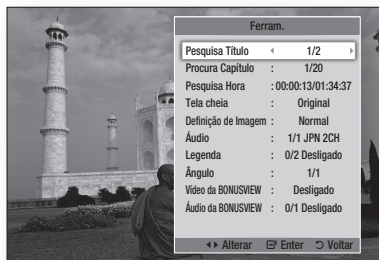 Ferram.
Pesquisa Título ◄ 1/2 ►
Procura Capítulo : 1/20
Pesquisa Hora : 00:00:13/01:34:37
Tela cheia : Original
Definição de Imagem : Normal
Áudio : 1/1 JPN 2CH
Legenda : 0/2 Desligado
Ângulo : 1/1
Vídeo da BONUSVIEW : Desligado
Áudio da BONUSVIEW : 0/1 Desligado
◄► Alterar Enter Voltar